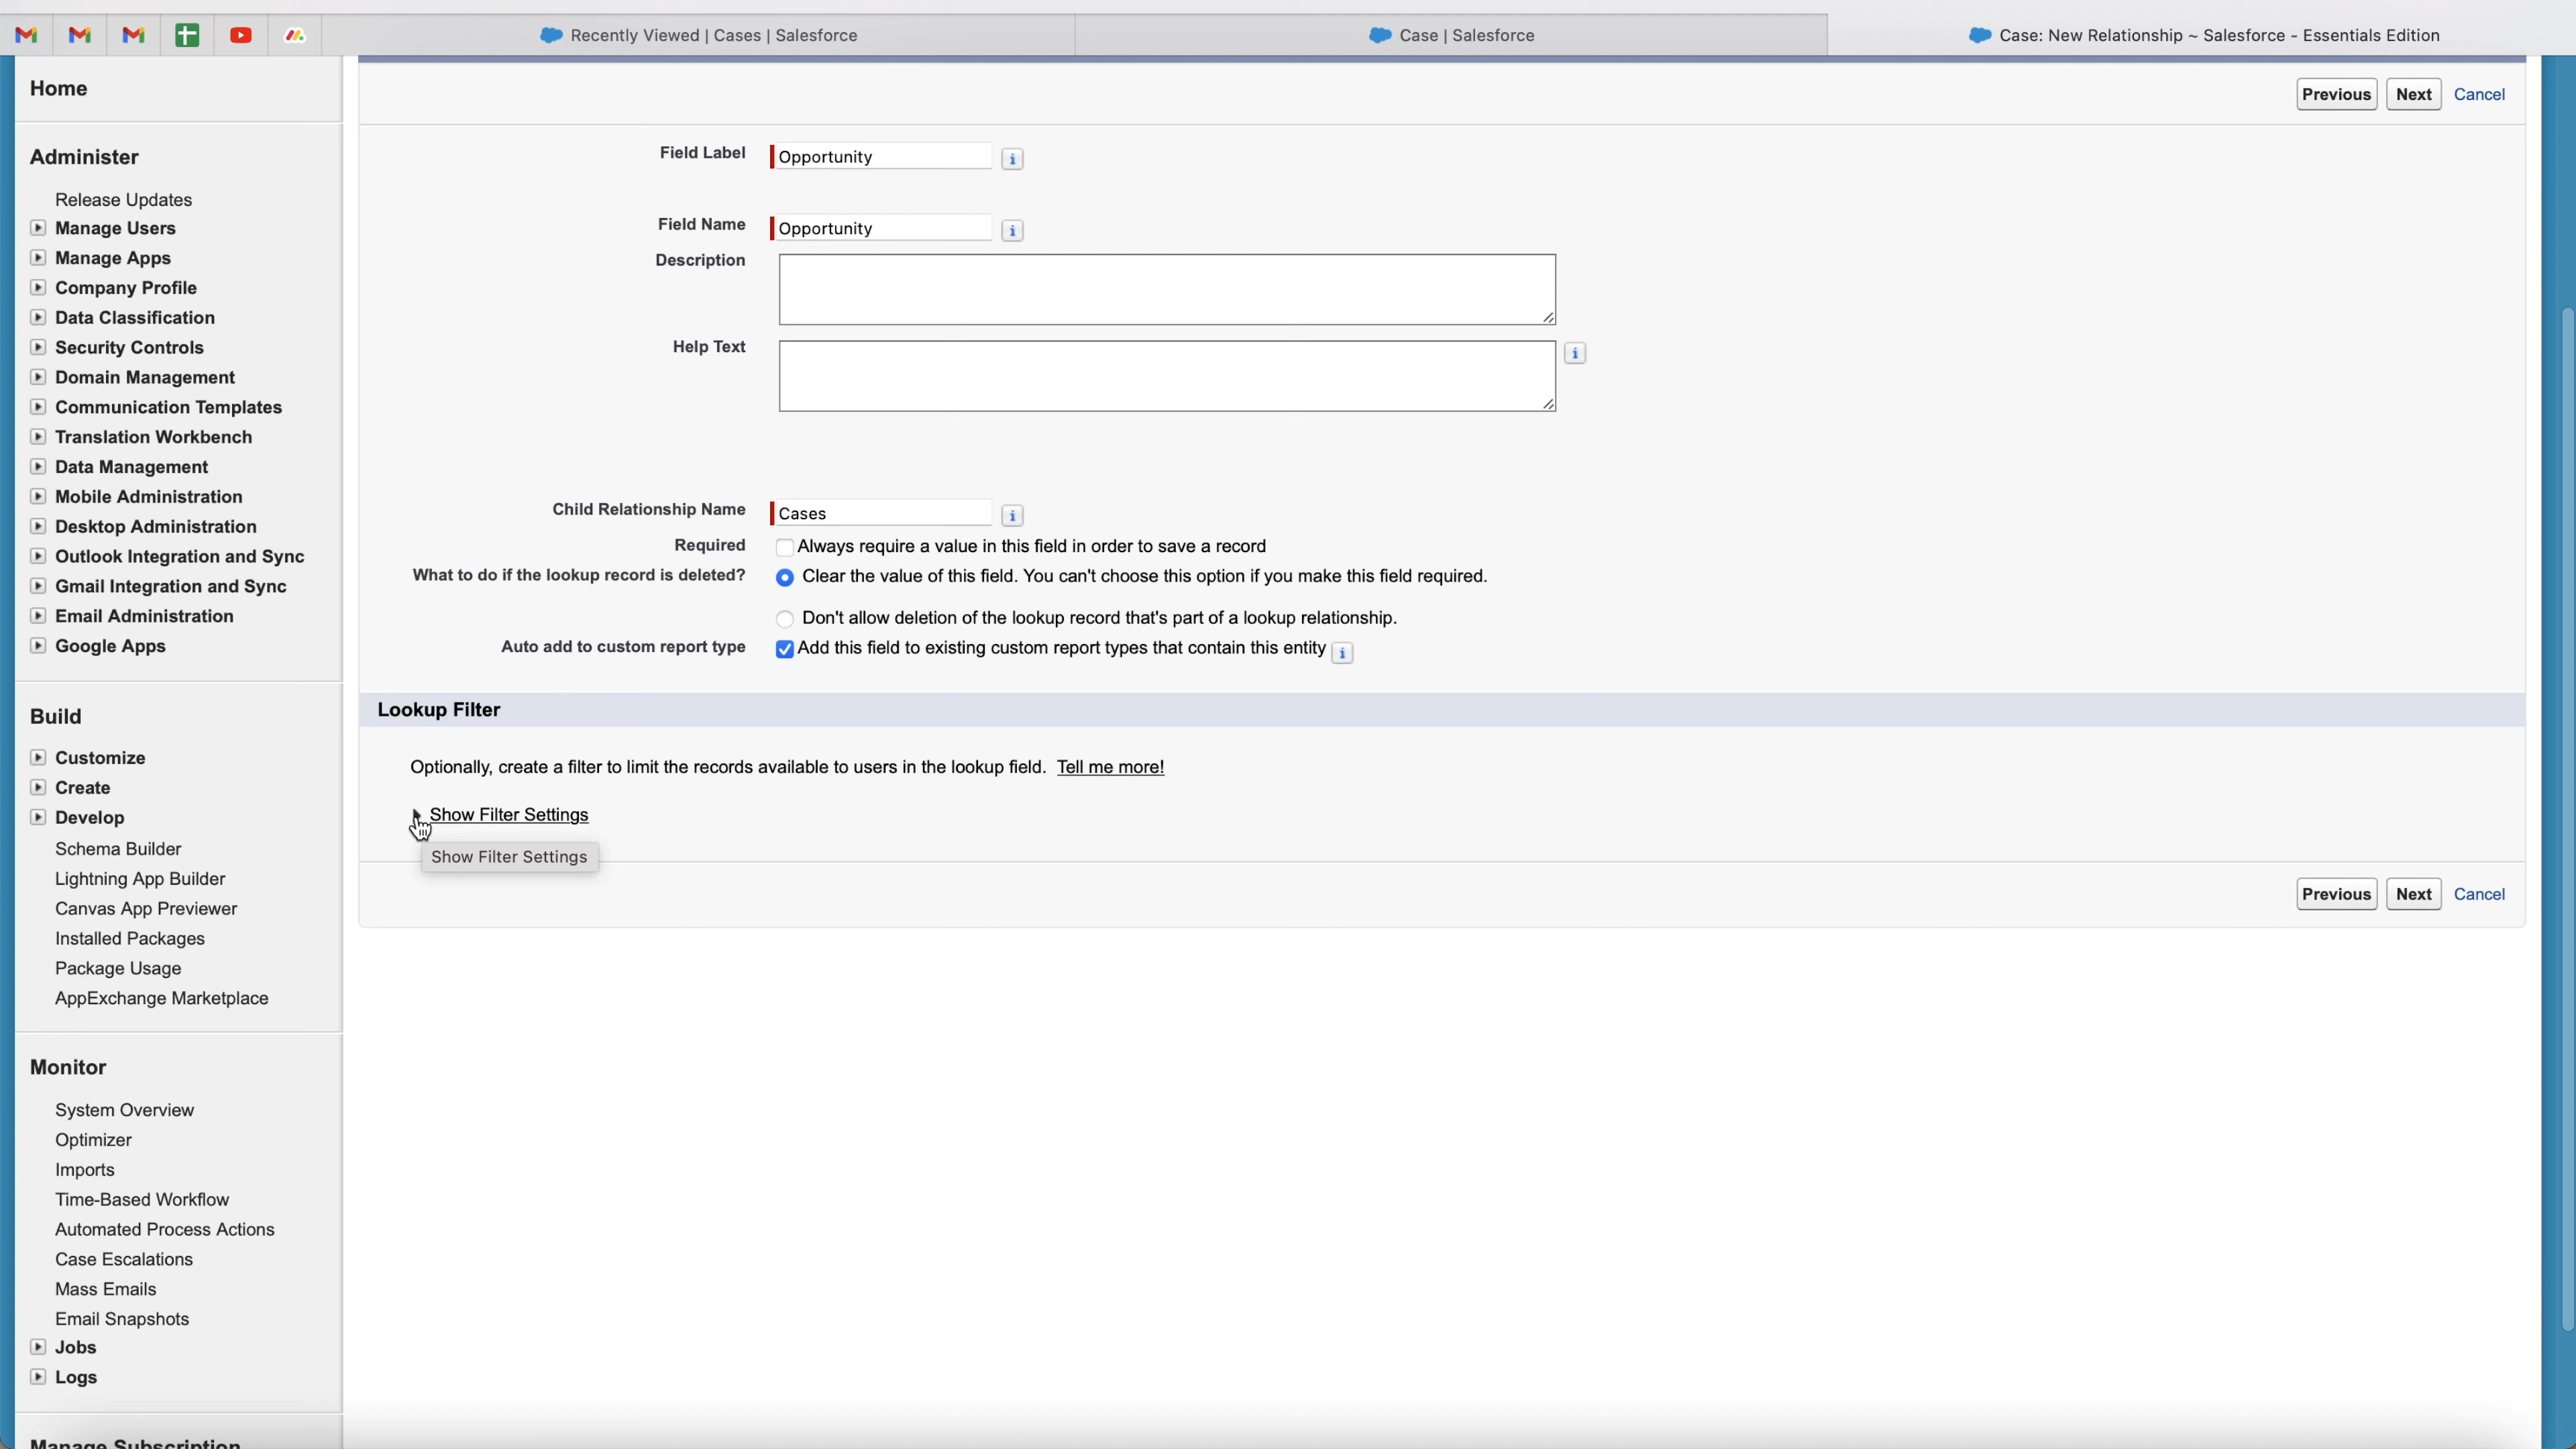 Recently Viewed | Cases | Salesforce
Case | Salesforce
Case: New Relationship ~ Salesforce - Essentials Edition
Home
Administer
Release Updates
Manage Users
Manage Apps
Company Profile
Data Classification
Security Controls
Domain Management
Communication Templates
Translation Workbench
Data Management
Mobile Administration
Desktop Administration
Outlook Integration and Sync
Gmail Integration and Sync
Email Administration
Google Apps
Build
Customize
Create
Develop
Schema Builder
Lightning App Builder
Canvas App Previewer
Installed Packages
Package Usage
AppExchange Marketplace
Monitor
System Overview
Optimizer
Imports
Time-Based Workflow
Automated Process Actions
Case Escalations
Mass Emails
Email Snapshots
Jobs
Logs
Manage Subscription
Previous Next Cancel
Field Label Opportunity
Field Name Opportunity
Description
Help Text
Child Relationship Name Cases
Required Always require a value in this field in order to save a record
What to do if the lookup record is deleted? Clear the value of this field. You can't choose this option if you make this field required.
Don't allow deletion of the lookup record that's part of a lookup relationship.
Auto add to custom report type Add this field to existing custom report types that contain this entity
Lookup Filter
Optionally, create a filter to limit the records available to users in the lookup field. Tell me more!
Show Filter Settings
Show Filter Settings
Previous Next Cancel